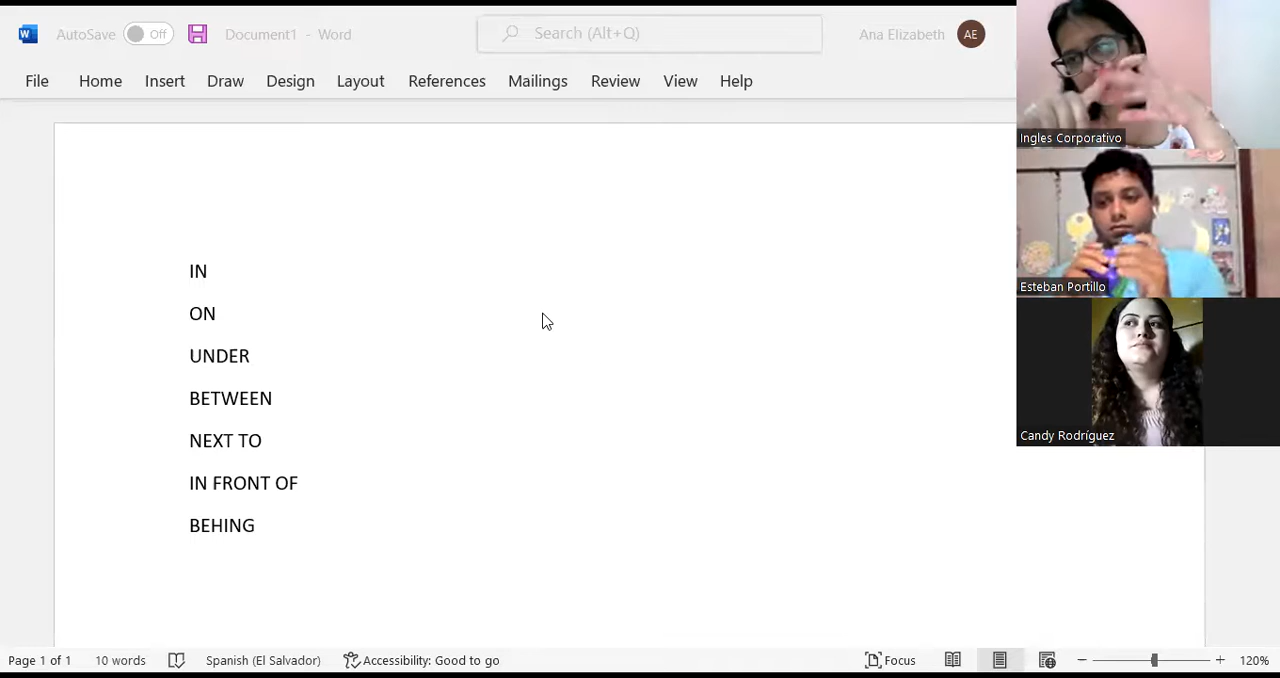 AutoSave Off Document1 - Word Search (Alt+Q) Ana Elizabeth AE
File Home Insert Draw Design Layout References Mailings Review View Help
Ingles Corporativo
Esteban Portillo
Candy Rodríguez
IN
ON
UNDER
BETWEEN
NEXT TO
IN FRONT OF
BEHING
Page 1 of 1 10 words Spanish (El Salvador) Accessibility: Good to go Focus 120%